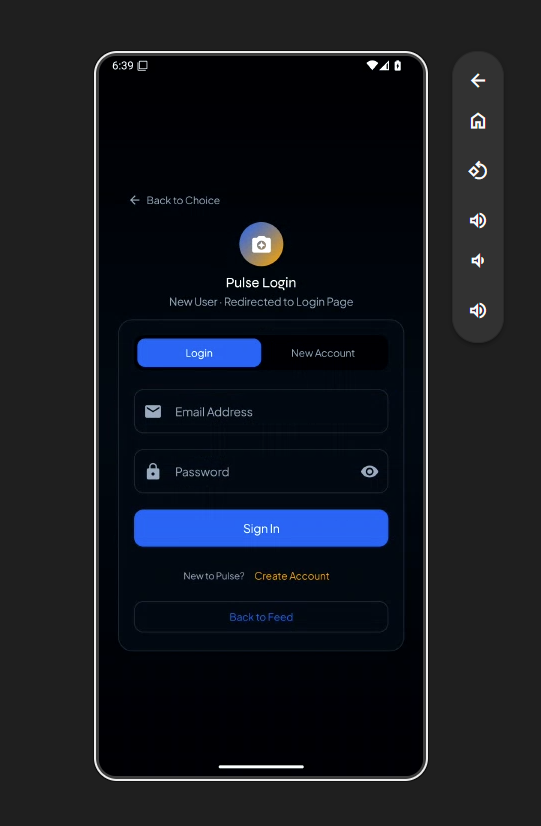 6:39
Back to Choice
Pulse Login
New User · Redirected to Login Page
Login New Account
Email Address
Password
Sign In
New to Pulse? Create Account
Back to Feed